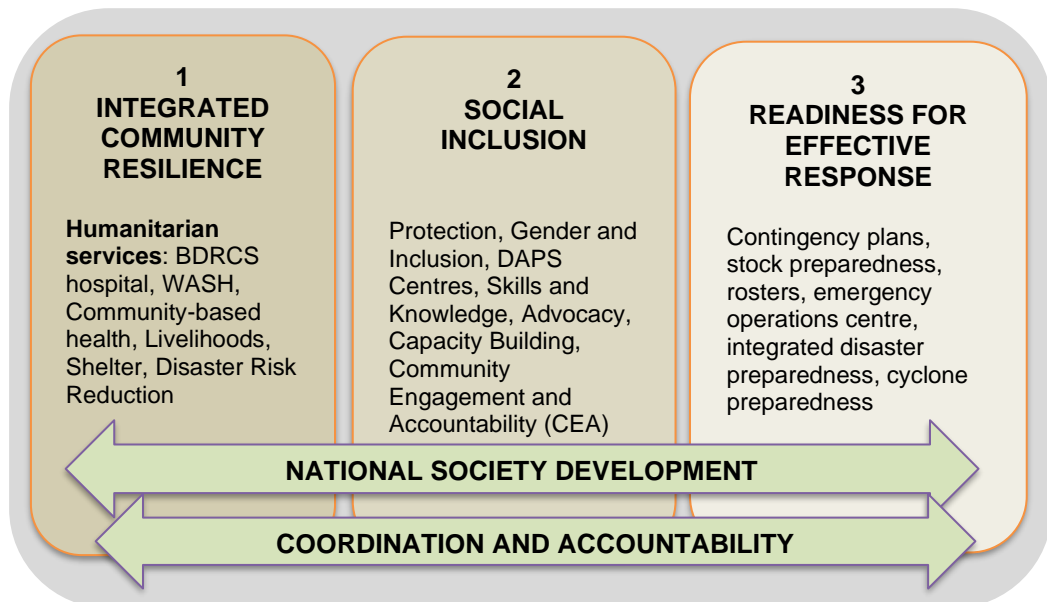 1
INTEGRATED
COMMUNITY
RESILIENCE
Humanitarian
services: BDRCS
hospital, WASH,
Community-based
health, Livelihoods,
Shelter, Disaster Risk
Reduction
2
SOCIAL
INCLUSION
Protection, Gender and
Inclusion, DAPS
Centres, Skills and
Knowledge, Advocacy,
Capacity Building,
Community
Engagement and
Accountability (CEA)
3
READINESS FOR
EFFECTIVE
RESPONSE
Contingency plans,
stock preparedness,
rosters, emergency
operations centre,
integrated disaster
preparedness, cyclone
preparedness
NATIONAL SOCIETY DEVELOPMENT
COORDINATION AND ACCOUNTABILITY